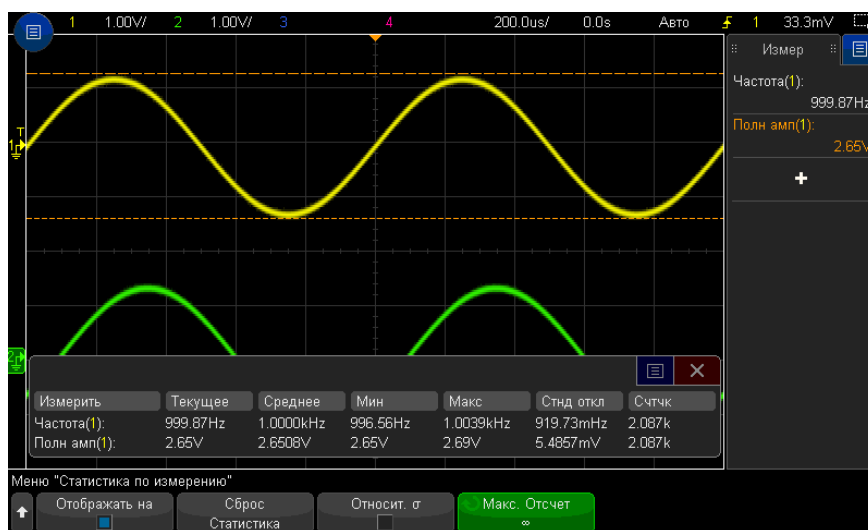 1 1.00V/ 2 1.00V/ 3 4 200.0us/ 0.0s Авто 1 33.3mV
Измер
Частота(1):
999.87Hz
Полн амп(1):
2.65V
T
1
2
Измерить Текущее Среднее Мин Макс Стнд откл Счтчк
Частота(1): 999.87Hz 1.0000kHz 996.56Hz 1.0039kHz 919.73mHz 2.087k
Полн амп(1): 2.65V 2.6508V 2.65V 2.69V 5.4857mV 2.087k
Меню "Статистика по измерению"
Отображать на Сброс Относит. σ Макс. Отсчет
Статистика ∞